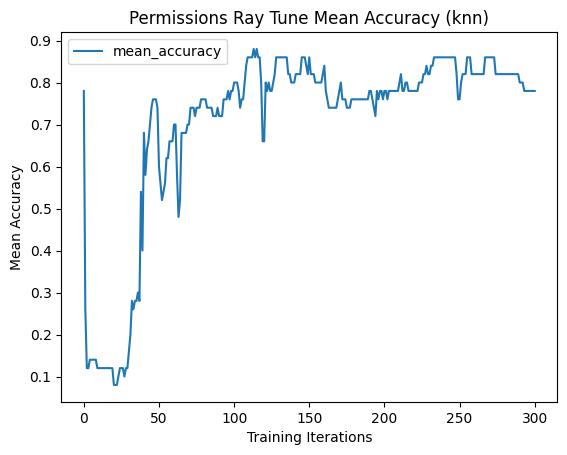 Permissions Ray Tune Mean Accuracy (knn)
mean_accuracy
0.9
0.8
0.7
0.6
0.5
0.4
0.3
0.2
0.1
Mean Accuracy
0 50 100 150 200 250 300
Training Iterations